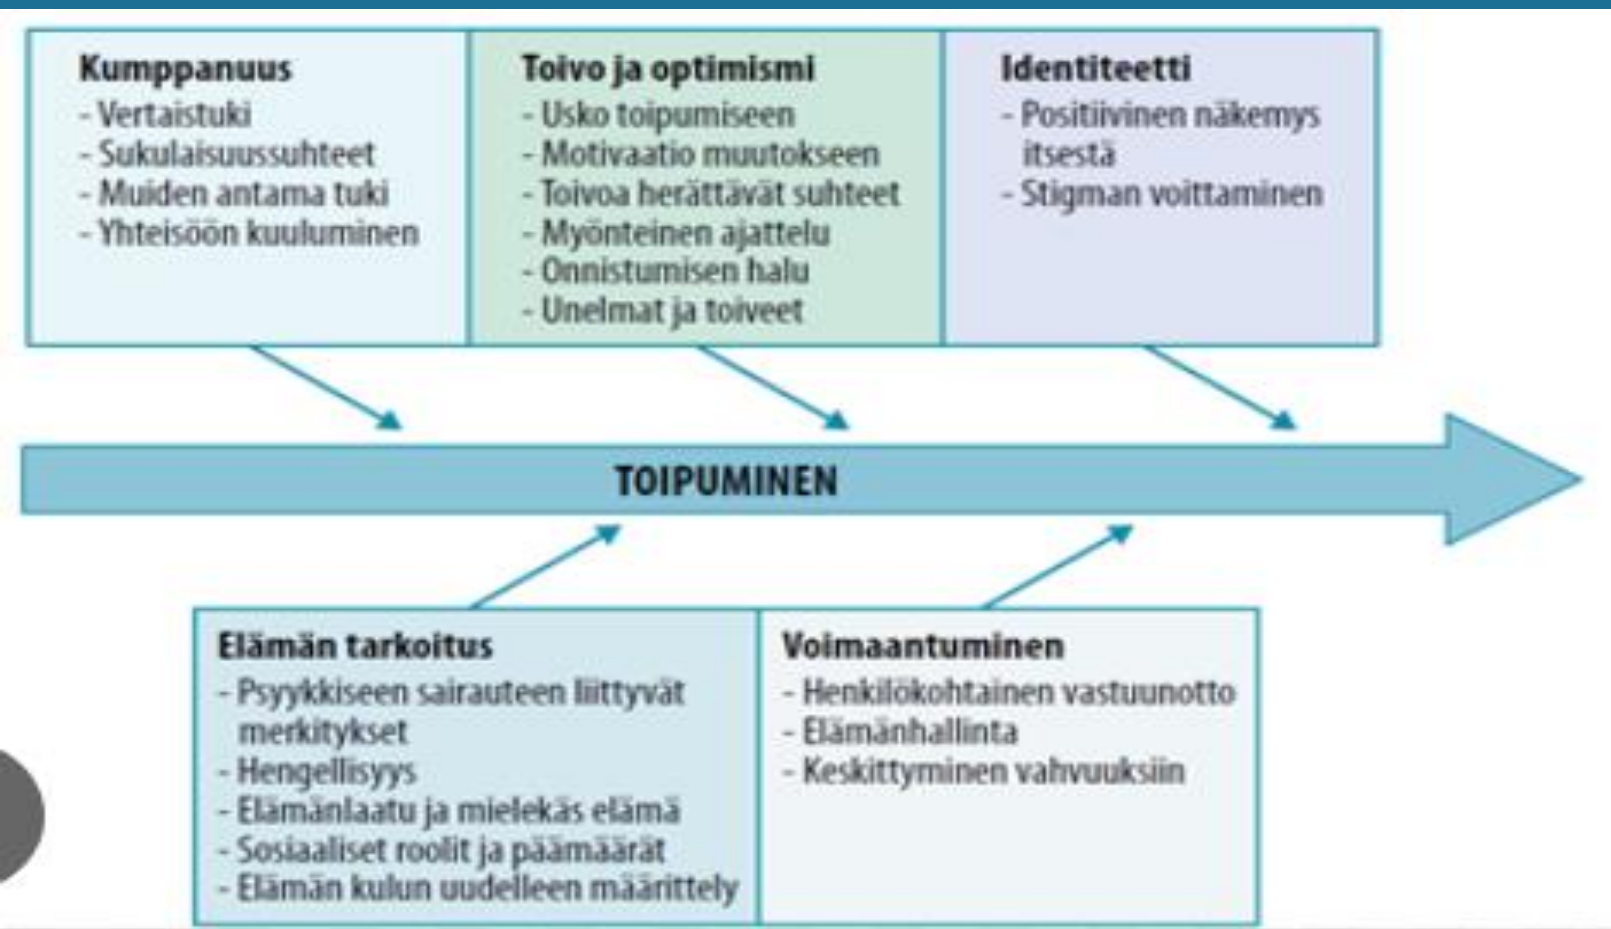 Kumppanuus
- Vertaistuki
- Sukulaisuussuhteet
- Muiden antama tuki
- Yhteisöön kuuluminen
Toivo ja optimismi
- Usko toipumiseen
- Motivaatio muutokseen
- Toivoa herättävät suhteet
- Myönteinen ajattelu
- Onnistumisen halu
- Unelmat ja toiveet
Identiteetti
- Positiivinen näkemys
itsestä
- Stigman voittaminen
TOIPUMINEN
Elämän tarkoitus
- Psyykkiseen sairauteen liittyvät
merkitykset
- Hengellisyys
- Elämänlaatu ja mielekäs elämä
- Sosiaaliset roolit ja päämäärät
- Elämän kulun uudelleen määrittely
Voimaantuminen
- Henkilökohtainen vastuunotto
- Elämänhallinta
- Keskittyminen vahvuuksiin